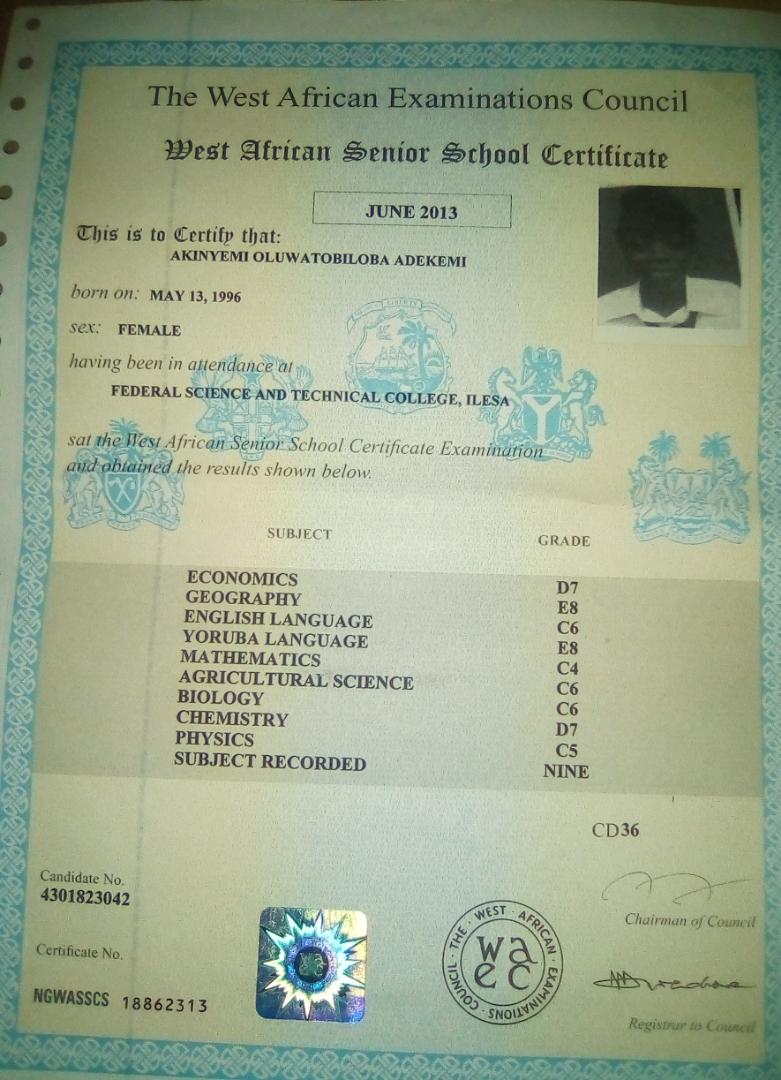 The West African Examinations Council
West African Senior School Certificate
JUNE 2013
This is to Certify that:
AKINYEMI OLUWATOBILOBA ADEKEMI
born on: MAY 13, 1996
sex: FEMALE
having been in attendance at
FEDERAL SCIENCE AND TECHNICAL COLLEGE, ILESA
sat the West African Senior School Certificate Examination
and obtained the results shown below.
SUBJECT GRADE
ECONOMICS D7
GEOGRAPHY E8
ENGLISH LANGUAGE C6
YORUBA LANGUAGE E8
MATHEMATICS C4
AGRICULTURAL SCIENCE C6
BIOLOGY C6
CHEMISTRY D7
PHYSICS C5
SUBJECT RECORDED NINE
CD36
Candidate No.
4301823042
Chairman of Council
Certificate No.
NGWASSCS 18862313
THE · WEST · AFRICAN · EXAMINATIONS · COUNCIL ·
wa
ec
Registrar to Council